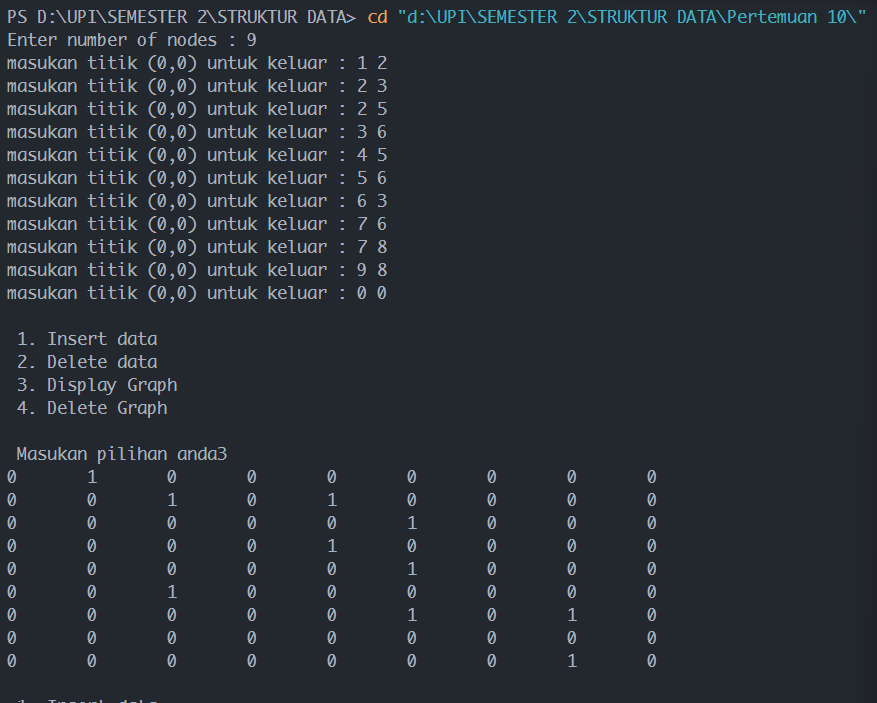 PS D:\UPI\SEMESTER 2\STRUKTUR DATA> cd "d:\UPI\SEMESTER 2\STRUKTUR DATA\Pertemuan 10\"
Enter number of nodes : 9
masukan titik (0,0) untuk keluar : 1 2
masukan titik (0,0) untuk keluar : 2 3
masukan titik (0,0) untuk keluar : 2 5
masukan titik (0,0) untuk keluar : 3 6
masukan titik (0,0) untuk keluar : 4 5
masukan titik (0,0) untuk keluar : 5 6
masukan titik (0,0) untuk keluar : 6 3
masukan titik (0,0) untuk keluar : 7 6
masukan titik (0,0) untuk keluar : 7 8
masukan titik (0,0) untuk keluar : 9 8
masukan titik (0,0) untuk keluar : 0 0
1. Insert data
2. Delete data
3. Display Graph
4. Delete Graph
Masukan pilihan anda3
0 1 0 0 0 0 0 0 0
0 0 1 0 1 0 0 0 0
0 0 0 0 0 1 0 0 0
0 0 0 0 1 0 0 0 0
0 0 0 0 0 1 0 0 0
0 0 1 0 0 0 0 0 0
0 0 0 0 0 1 0 1 0
0 0 0 0 0 0 0 0 0
0 0 0 0 0 0 0 1 0
1. Insert data